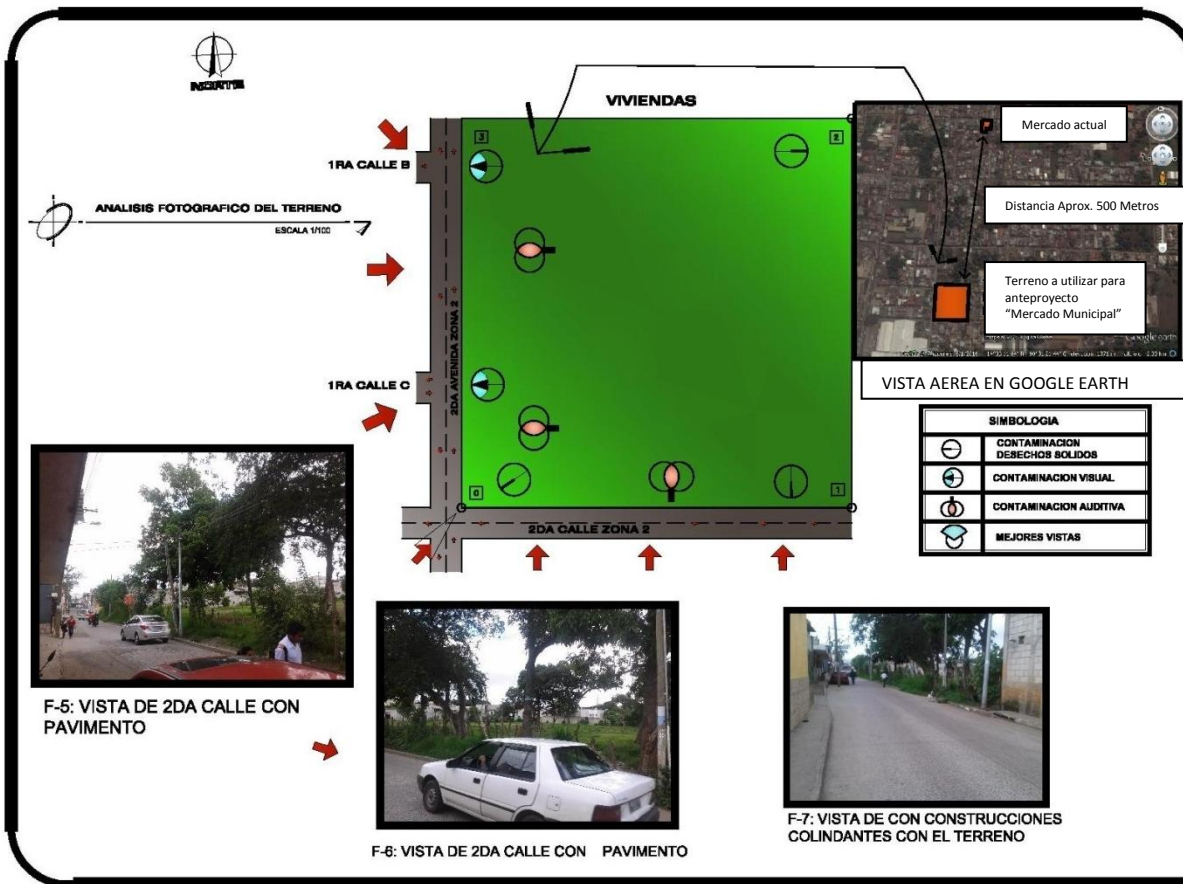 NORTE
VIVIENDAS
3
2
1RA CALLE B
ANALISIS FOTOGRAFICO DEL TERRENO
ESCALA 1/100
2DA AVENIDA ZONA 2
1RA CALLE C
0
1
2DA CALLE ZONA 2
Mercado actual
Distancia Aprox. 500 Metros
Terreno a utilizar para
anteproyecto
“Mercado Municipal”
Google earth
VISTA AEREA EN GOOGLE EARTH
SIMBOLOGIA
CONTAMINACION
DESECHOS SOLIDOS
CONTAMINACION VISUAL
CONTAMINACION AUDITIVA
MEJORES VISTAS
F-5: VISTA DE 2DA CALLE CON
PAVIMENTO
F-6: VISTA DE 2DA CALLE CON PAVIMENTO
F-7: VISTA DE CON CONSTRUCCIONES
COLINDANTES CON EL TERRENO